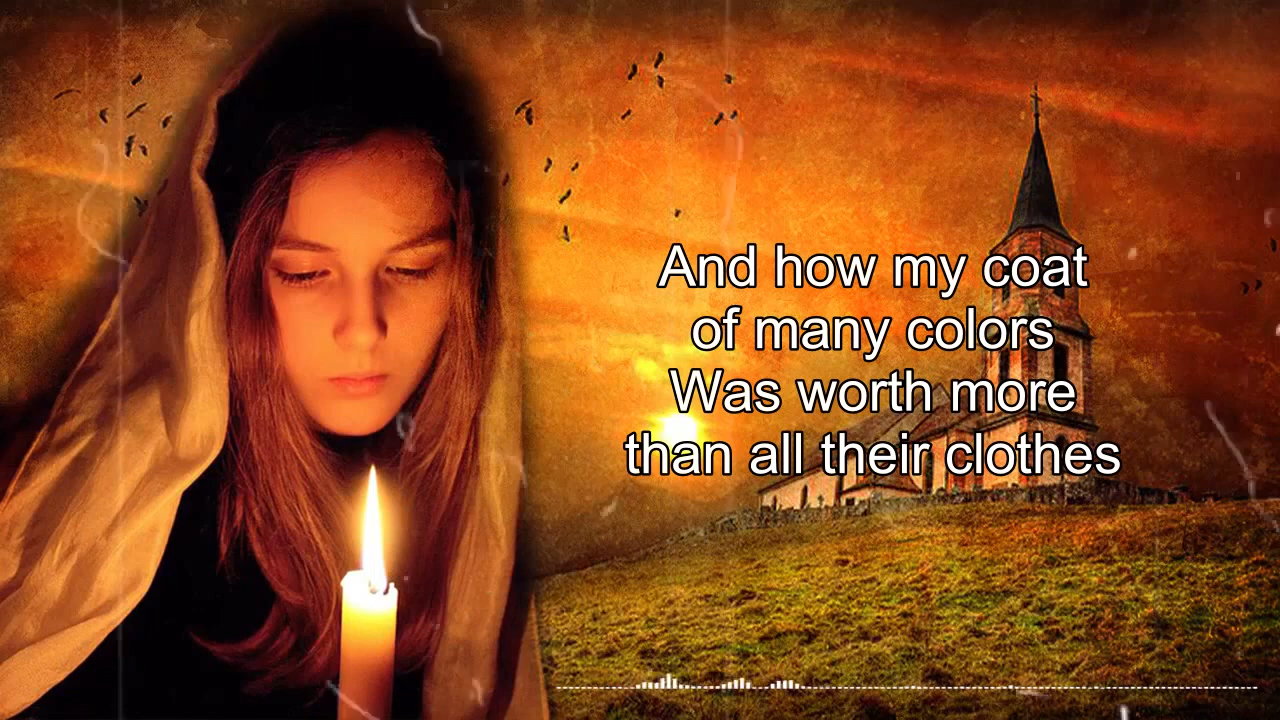 And how my coat
of many colors
Was worth more
than all their clothes